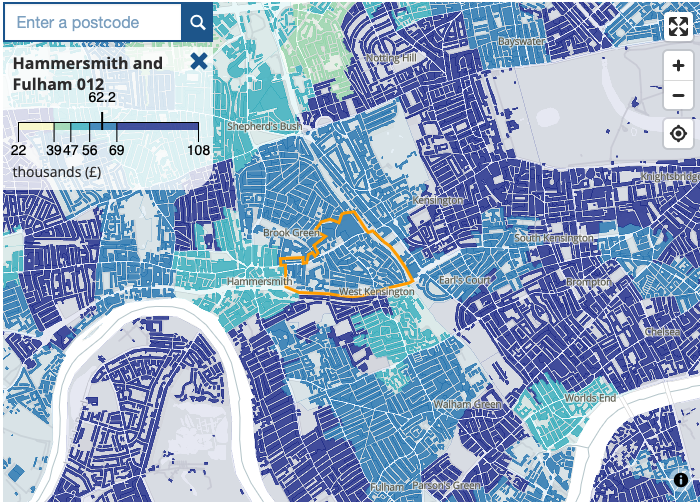 Enter a postcode
Hammersmith and
Fulham 012
62.2
22 39 47 56 69 108
thousands (£)
Bayswater
Notting Hill
Shepherd's Bush
Knightsbridge
Kensington
Brook Green
South Kensington
Hammersmith
Earl's Court
Brompton
West Kensington
Chelsea
Worlds End
Walham Green
Fulham
Parson's Green
+
−
i